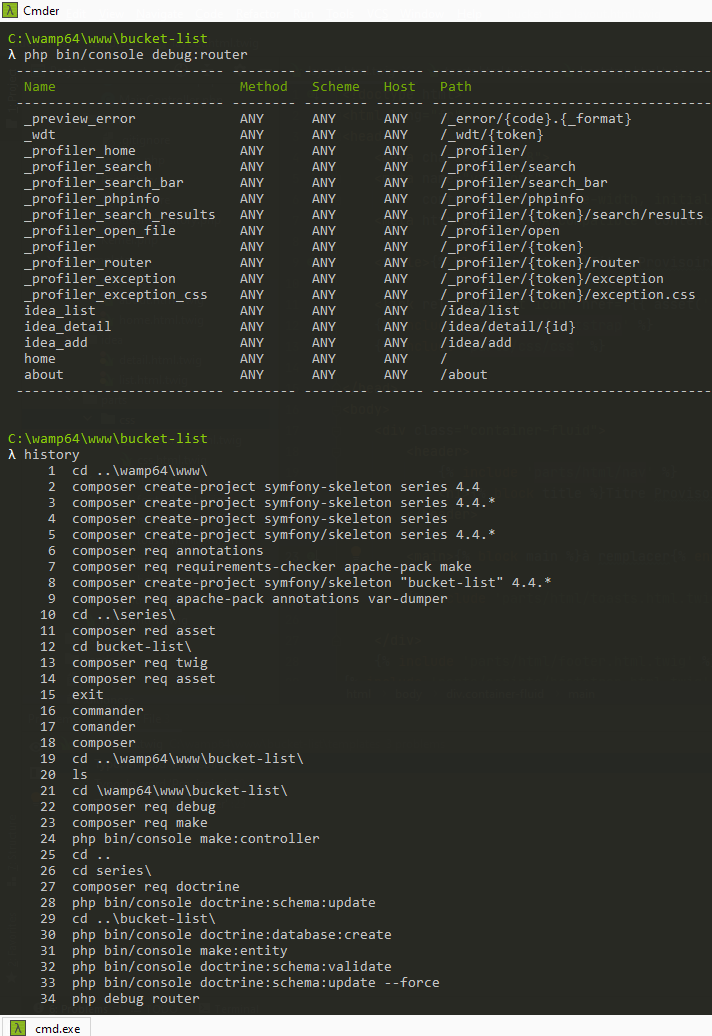 λ Cmder
C:\wamp64\www\bucket-list
λ php bin/console debug:router
-------------------------- -------- -------- ------ -----------------------------------
Name Method Scheme Host Path
-------------------------- -------- -------- ------ -----------------------------------
_preview_error ANY ANY ANY /_error/{code}.{_format}
_wdt ANY ANY ANY /_wdt/{token}
_profiler_home ANY ANY ANY /_profiler/
_profiler_search ANY ANY ANY /_profiler/search
_profiler_search_bar ANY ANY ANY /_profiler/search_bar
_profiler_phpinfo ANY ANY ANY /_profiler/phpinfo
_profiler_search_results ANY ANY ANY /_profiler/{token}/search/results
_profiler_open_file ANY ANY ANY /_profiler/open
_profiler ANY ANY ANY /_profiler/{token}
_profiler_router ANY ANY ANY /_profiler/{token}/router
_profiler_exception ANY ANY ANY /_profiler/{token}/exception
_profiler_exception_css ANY ANY ANY /_profiler/{token}/exception.css
idea_list ANY ANY ANY /idea/list
idea_detail ANY ANY ANY /idea/detail/{id}
idea_add ANY ANY ANY /idea/add
home ANY ANY ANY /
about ANY ANY ANY /about
-------------------------- -------- -------- ------ -----------------------------------
C:\wamp64\www\bucket-list
λ history
1 cd ..\wamp64\www\
2 composer create-project symfony-skeleton series 4.4
3 composer create-project symfony-skeleton series 4.4.*
4 composer create-project symfony-skeleton series
5 composer create-project symfony/skeleton series 4.4.*
6 composer req annotations
7 composer req requirements-checker apache-pack make
8 composer create-project symfony/skeleton "bucket-list" 4.4.*
9 composer req apache-pack annotations var-dumper
10 cd ..\series\
11 composer red asset
12 cd bucket-list\
13 composer req twig
14 composer req asset
15 exit
16 commander
17 comander
18 composer
19 cd ..\wamp64\www\bucket-list\
20 ls
21 cd \wamp64\www\bucket-list\
22 composer req debug
23 composer req make
24 php bin/console make:controller
25 cd ..
26 cd series\
27 composer req doctrine
28 php bin/console doctrine:schema:update
29 cd ..\bucket-list\
30 php bin/console doctrine:database:create
31 php bin/console make:entity
32 php bin/console doctrine:schema:validate
33 php bin/console doctrine:schema:update --force
34 php debug router
λ cmd.exe